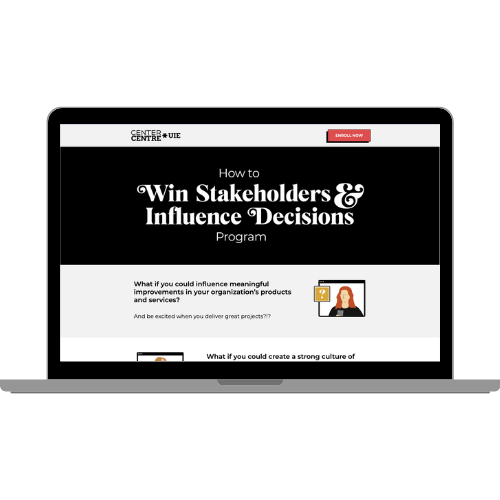 CENTER
CENTRE * UIE
ENROLL NOW
How to
Win Stakeholders &
Influence Decisions
Program
What if you could influence meaningful
improvements in your organization's products
and services?
?
And be excited when you deliver great projects?!?
What if you could create a strong culture of